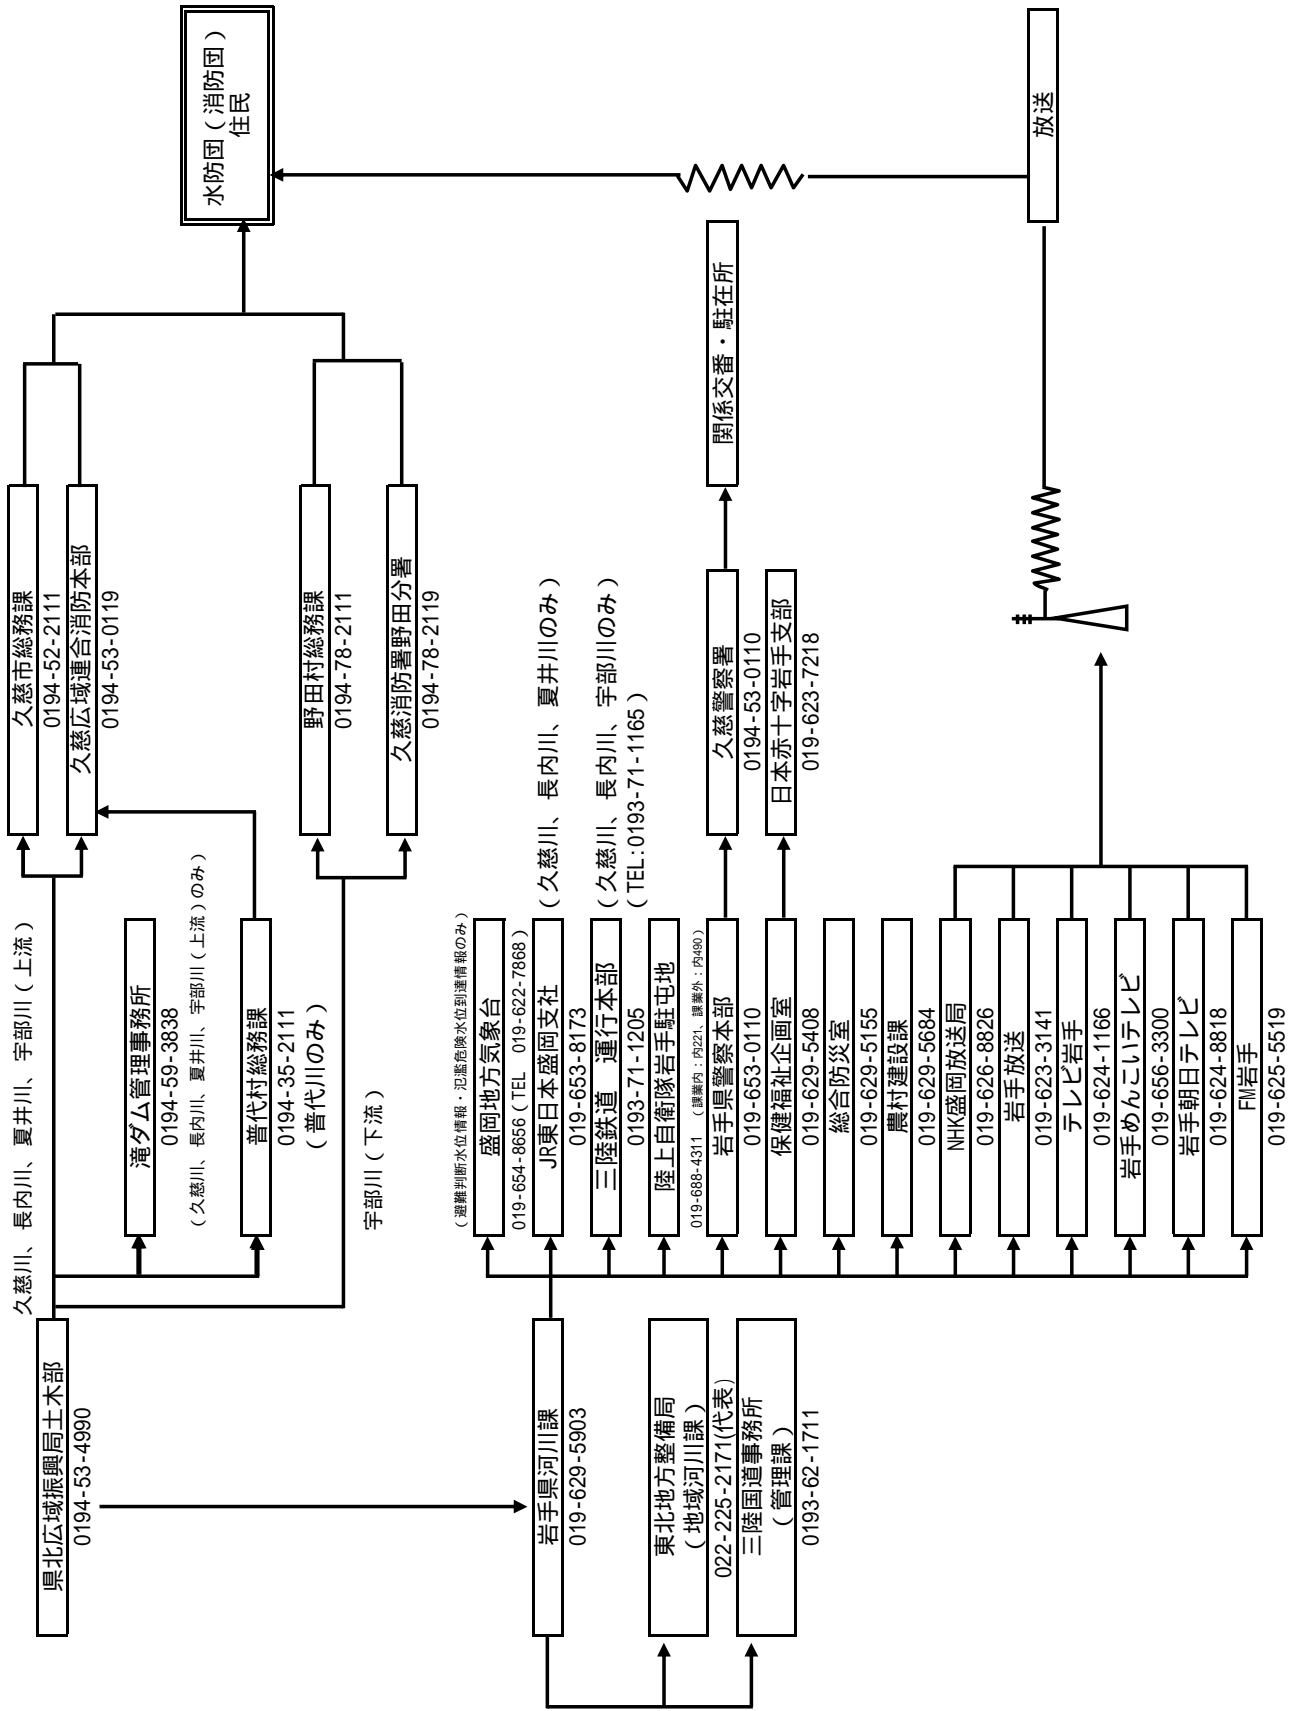 久慈川、長内川、夏井川、宇部川（上流）
県北広域振興局土木部
0194-53-4990
久慈市総務課
0194-52-2111
久慈広域連合消防本部
0194-53-0119
水防団（消防団）
住民
滝ダム管理事務所
0194-59-3838
（久慈川、長内川、夏井川、宇部川（上流）のみ）
普代村総務課
0194-35-2111
（普代川のみ）
野田村総務課
0194-78-2111
久慈消防署野田分署
0194-78-2119
宇部川（下流）
（避難判断水位情報・氾濫危険水位到達情報のみ）
盛岡地方気象台
019-654-8656（TEL 019-622-7868）
岩手県河川課
019-629-5903
JR東日本盛岡支社
（久慈川、長内川、夏井川のみ）
019-653-8173
三陸鉄道　運行本部
（久慈川、長内川、宇部川のみ）
0193-71-1205
（TEL:0193-71-1165）
陸上自衛隊岩手駐屯地
019-688-4311 （課業内：内221、課業外：内490）
東北地方整備局
（地域河川課）
022-225-2171(代表)
岩手県警察本部
019-653-0110
久慈警察署
0194-53-0110
関係交番・駐在所
三陸国道事務所
（管理課）
0193-62-1711
保健福祉企画室
019-629-5408
日本赤十字岩手支部
019-623-7218
総合防災室
019-629-5155
農村建設課
019-629-5684
NHK盛岡放送局
019-626-8826
岩手放送
019-623-3141
テレビ岩手
019-624-1166
岩手めんこいテレビ
019-656-3300
岩手朝日テレビ
019-624-8818
FM岩手
019-625-5519
放送